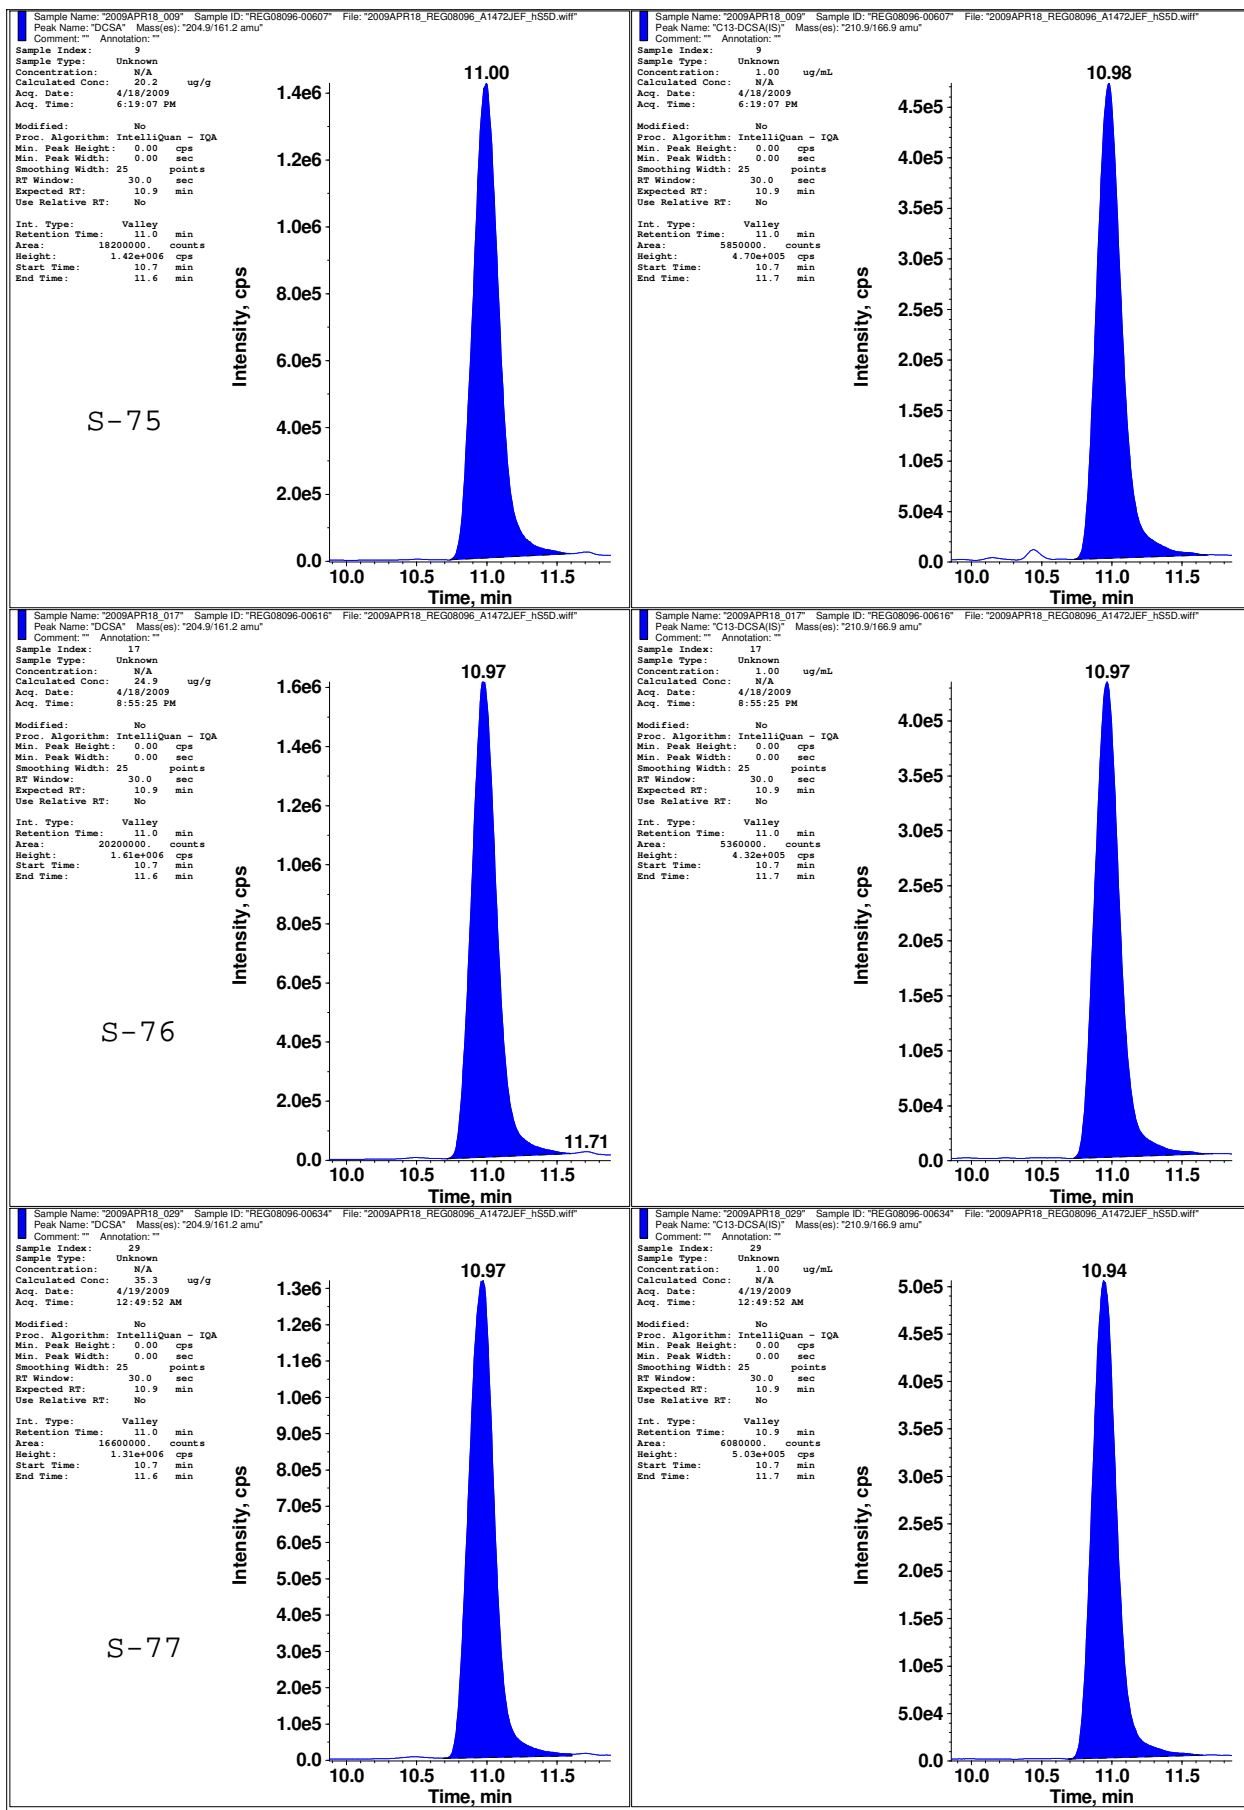 Sample Name: "2009APR18_009" Sample ID: "REG08096-00607" File: "2009APR18_REG08096_A1472JEF_hS5D.wiff"
Peak Name: "DCSA" Mass(es): "204.9/161.2 amu"
Comment: "" Annotation: ""
Sample Index: 9
Sample Type: Unknown
Concentration: N/A
Calculated Conc: 20.2 ug/g
Acq. Date: 4/18/2009
Acq. Time: 6:19:07 PM
Modified: No
Proc. Algorithm: IntelliQuan - IQA
Min. Peak Height: 0.00 cps
Min. Peak Width: 0.00 sec
Smoothing Width: 25 points
RT Window: 30.0 sec
Expected RT: 10.9 min
Use Relative RT: No
Int. Type: Valley
Retention Time: 11.0 min
Area: 18200000. counts
Height: 1.42e+006 cps
Start Time: 10.7 min
End Time: 11.6 min
S-75
Intensity, cps
11.00
1.4e6
1.2e6
1.0e6
8.0e5
6.0e5
4.0e5
2.0e5
0.0
10.0 10.5 11.0 11.5
Time, min
Sample Name: "2009APR18_009" Sample ID: "REG08096-00607" File: "2009APR18_REG08096_A1472JEF_hS5D.wiff"
Peak Name: "C13-DCSA(IS)" Mass(es): "210.9/166.9 amu"
Comment: "" Annotation: ""
Sample Index: 9
Sample Type: Unknown
Concentration: 1.00 ug/mL
Calculated Conc: N/A
Acq. Date: 4/18/2009
Acq. Time: 6:19:07 PM
Modified: No
Proc. Algorithm: IntelliQuan - IQA
Min. Peak Height: 0.00 cps
Min. Peak Width: 0.00 sec
Smoothing Width: 25 points
RT Window: 30.0 sec
Expected RT: 10.9 min
Use Relative RT: No
Int. Type: Valley
Retention Time: 11.0 min
Area: 5850000. counts
Height: 4.70e+005 cps
Start Time: 10.7 min
End Time: 11.7 min
Intensity, cps
10.98
4.5e5
4.0e5
3.5e5
3.0e5
2.5e5
2.0e5
1.5e5
1.0e5
5.0e4
0.0
10.0 10.5 11.0 11.5
Time, min
Sample Name: "2009APR18_017" Sample ID: "REG08096-00616" File: "2009APR18_REG08096_A1472JEF_hS5D.wiff"
Peak Name: "DCSA" Mass(es): "204.9/161.2 amu"
Comment: "" Annotation: ""
Sample Index: 17
Sample Type: Unknown
Concentration: N/A
Calculated Conc: 24.9 ug/g
Acq. Date: 4/18/2009
Acq. Time: 8:55:25 PM
Modified: No
Proc. Algorithm: IntelliQuan - IQA
Min. Peak Height: 0.00 cps
Min. Peak Width: 0.00 sec
Smoothing Width: 25 points
RT Window: 30.0 sec
Expected RT: 10.9 min
Use Relative RT: No
Int. Type: Valley
Retention Time: 11.0 min
Area: 20200000. counts
Height: 1.61e+006 cps
Start Time: 10.7 min
End Time: 11.6 min
S-76
Intensity, cps
10.97
1.6e6
1.4e6
1.2e6
1.0e6
8.0e5
6.0e5
4.0e5
2.0e5
11.71
0.0
10.0 10.5 11.0 11.5
Time, min
Sample Name: "2009APR18_017" Sample ID: "REG08096-00616" File: "2009APR18_REG08096_A1472JEF_hS5D.wiff"
Peak Name: "C13-DCSA(IS)" Mass(es): "210.9/166.9 amu"
Comment: "" Annotation: ""
Sample Index: 17
Sample Type: Unknown
Concentration: 1.00 ug/mL
Calculated Conc: N/A
Acq. Date: 4/18/2009
Acq. Time: 8:55:25 PM
Modified: No
Proc. Algorithm: IntelliQuan - IQA
Min. Peak Height: 0.00 cps
Min. Peak Width: 0.00 sec
Smoothing Width: 25 points
RT Window: 30.0 sec
Expected RT: 10.9 min
Use Relative RT: No
Int. Type: Valley
Retention Time: 11.0 min
Area: 5360000. counts
Height: 4.32e+005 cps
Start Time: 10.7 min
End Time: 11.7 min
Intensity, cps
10.97
4.0e5
3.5e5
3.0e5
2.5e5
2.0e5
1.5e5
1.0e5
5.0e4
0.0
10.0 10.5 11.0 11.5
Time, min
Sample Name: "2009APR18_029" Sample ID: "REG08096-00634" File: "2009APR18_REG08096_A1472JEF_hS5D.wiff"
Peak Name: "DCSA" Mass(es): "204.9/161.2 amu"
Comment: "" Annotation: ""
Sample Index: 29
Sample Type: Unknown
Concentration: N/A
Calculated Conc: 35.3 ug/g
Acq. Date: 4/19/2009
Acq. Time: 12:49:52 AM
Modified: No
Proc. Algorithm: IntelliQuan - IQA
Min. Peak Height: 0.00 cps
Min. Peak Width: 0.00 sec
Smoothing Width: 25 points
RT Window: 30.0 sec
Expected RT: 10.9 min
Use Relative RT: No
Int. Type: Valley
Retention Time: 11.0 min
Area: 16600000. counts
Height: 1.31e+006 cps
Start Time: 10.7 min
End Time: 11.6 min
S-77
Intensity, cps
10.97
1.3e6
1.2e6
1.1e6
1.0e6
9.0e5
8.0e5
7.0e5
6.0e5
5.0e5
4.0e5
3.0e5
2.0e5
1.0e5
0.0
10.0 10.5 11.0 11.5
Time, min
Sample Name: "2009APR18_029" Sample ID: "REG08096-00634" File: "2009APR18_REG08096_A1472JEF_hS5D.wiff"
Peak Name: "C13-DCSA(IS)" Mass(es): "210.9/166.9 amu"
Comment: "" Annotation: ""
Sample Index: 29
Sample Type: Unknown
Concentration: 1.00 ug/mL
Calculated Conc: N/A
Acq. Date: 4/19/2009
Acq. Time: 12:49:52 AM
Modified: No
Proc. Algorithm: IntelliQuan - IQA
Min. Peak Height: 0.00 cps
Min. Peak Width: 0.00 sec
Smoothing Width: 25 points
RT Window: 30.0 sec
Expected RT: 10.9 min
Use Relative RT: No
Int. Type: Valley
Retention Time: 10.9 min
Area: 6080000. counts
Height: 5.03e+005 cps
Start Time: 10.7 min
End Time: 11.7 min
Intensity, cps
10.94
5.0e5
4.5e5
4.0e5
3.5e5
3.0e5
2.5e5
2.0e5
1.5e5
1.0e5
5.0e4
0.0
10.0 10.5 11.0 11.5
Time, min